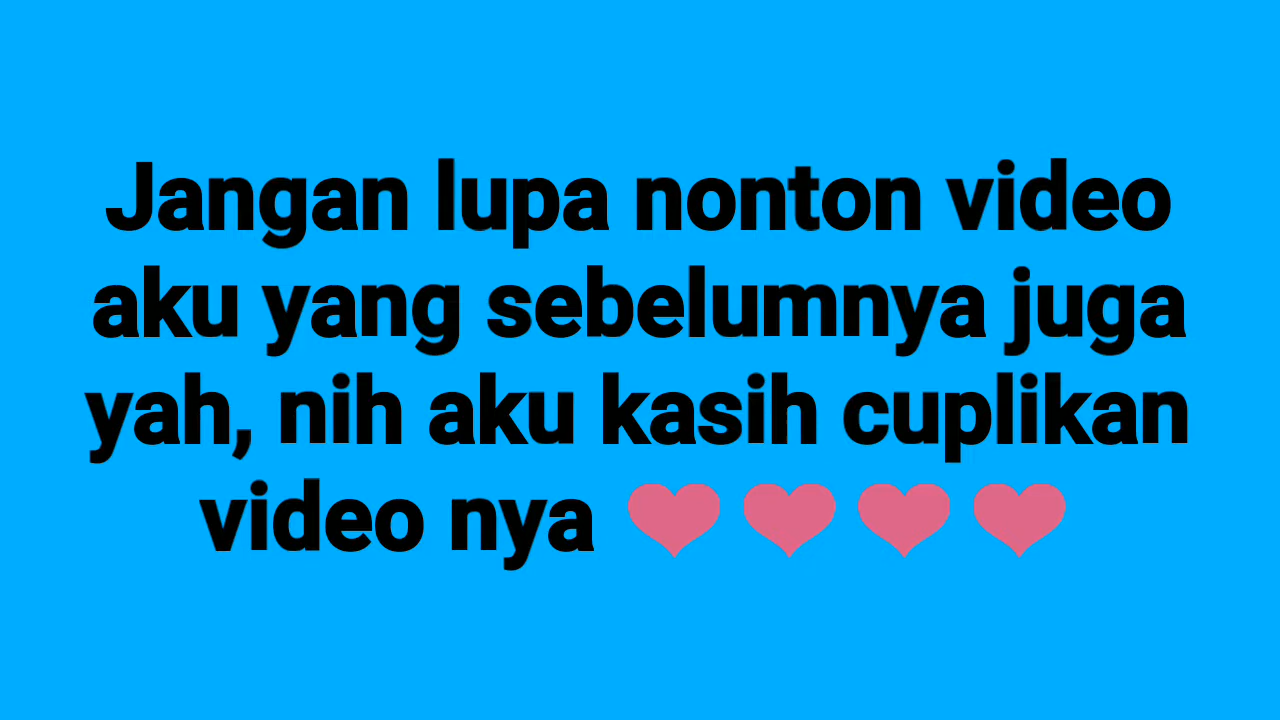 Jangan lupa nonton video
aku yang sebelumnya juga
yah, nih aku kasih cuplikan
video nya ❤❤❤❤